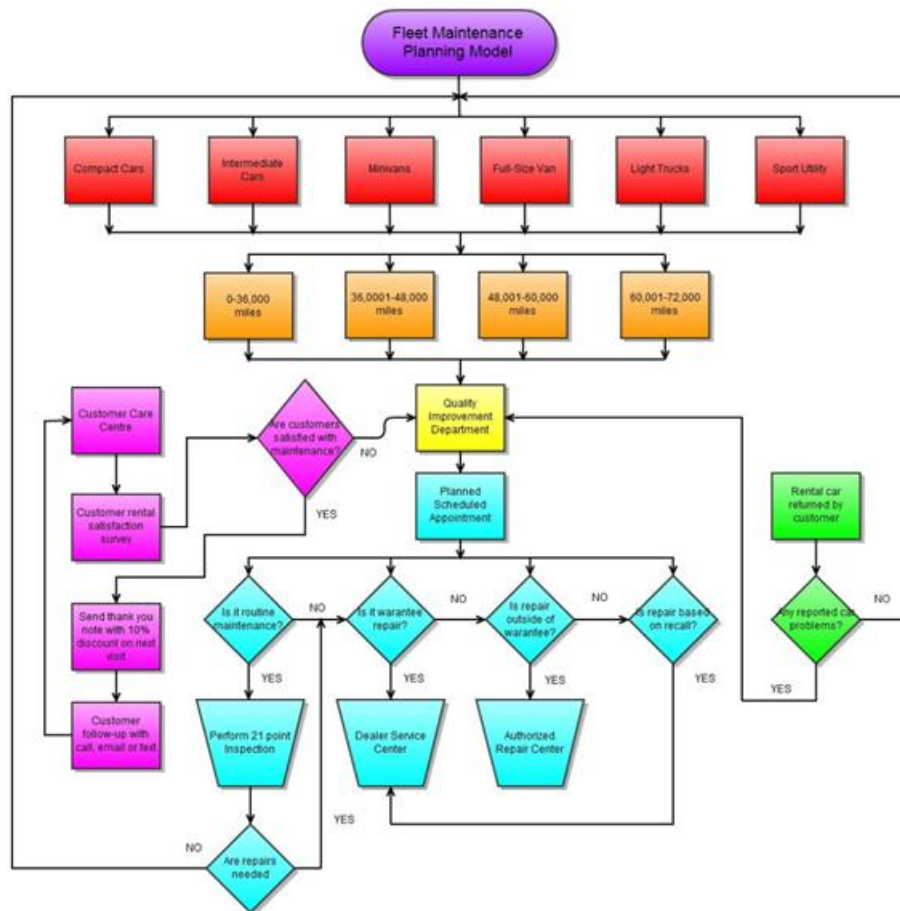 Fleet Maintenance
Planning Model
Compact Cars
Intermediate
Cars
Minivans
Full-Size Van
Light Trucks
Sport Utility
0-36,000
miles
36,0001-48,000
miles
48,001-60,000
miles
60,001-72,000
miles
Customer Care
Centre
Are customers
satisfied with
maintenance?
NO
YES
Quality
Improvement
Department
Customer rental
satisfaction
survey
Planned
Scheduled
Appointment
Rental car
returned by
customer
Send thank you
note with 10%
discount on next
visit
Customer
follow-up with
call, email or text
Is it routine
maintenance?
NO
YES
Is it warantee
repair?
NO
YES
Is repair
outside of
warantee?
NO
YES
Is repair based
on recall?
YES
Any reported car
problems?
NO
YES
Perform 21 point
Inspection
Dealer Service
Center
Authorized
Repair Center
Are repairs
needed
NO
YES